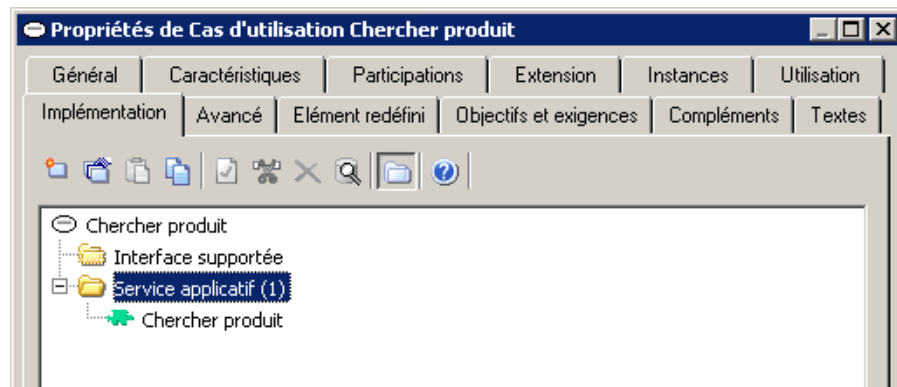 Propriétés de Cas d'utilisation Chercher produit
Général Caractéristiques Participations Extension Instances Utilisation
Implémentation Avancé Elément redéfini Objectifs et exigences Compléments Textes
Chercher produit
Interface supportée
Service applicatif (1)
Chercher produit